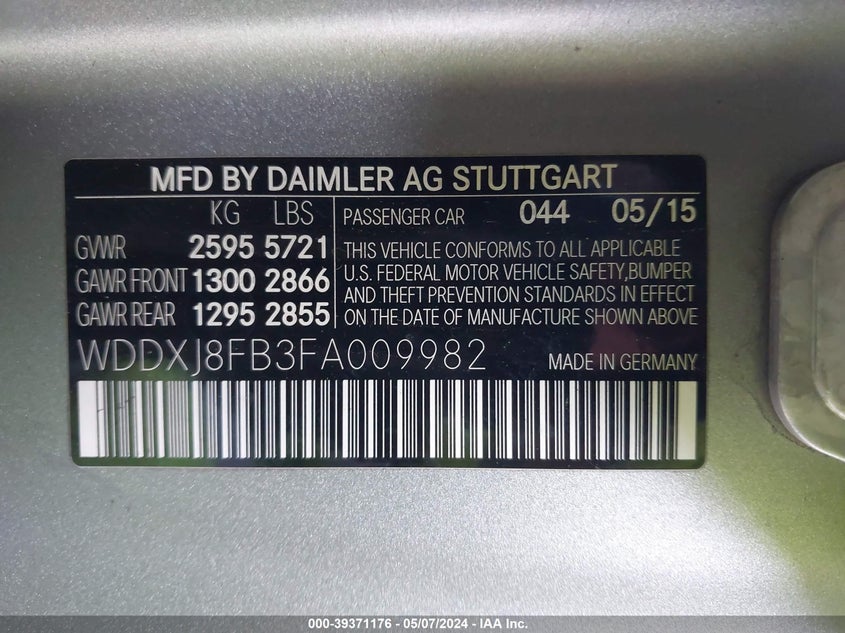 MFD BY DAIMLER AG STUTTGART
KG LBS
GVWR 2595 5721
GAWR FRONT 1300 2866
GAWR REAR 1295 2855
PASSENGER CAR 044 05/15
THIS VEHICLE CONFORMS TO ALL APPLICABLE
U.S. FEDERAL MOTOR VEHICLE SAFETY,BUMPER
AND THEFT PREVENTION STANDARDS IN EFFECT
ON THE DATE OF MANUFACTURE SHOWN ABOVE
WDDXJ8FB3FA009982 MADE IN GERMANY
000-39371176 — 05/07/2024 — IAA Inc.